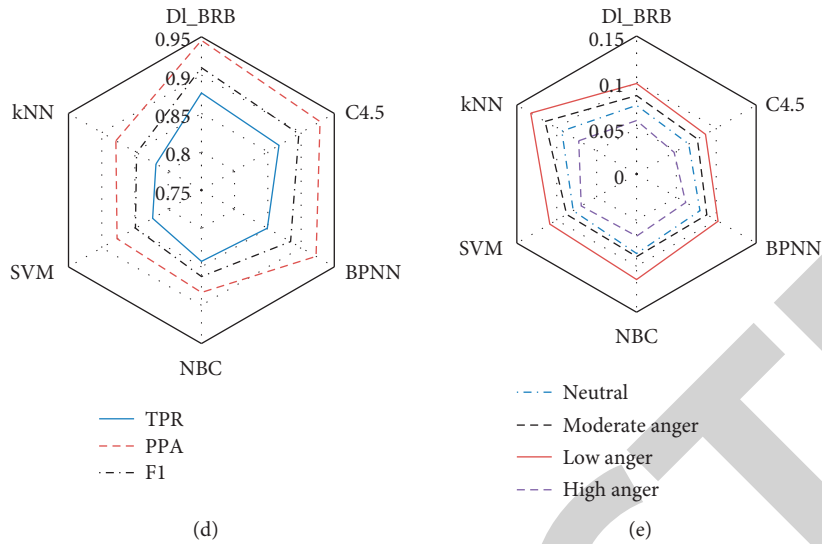 Dl_BRB
0.95
0.9
0.85
0.8
0.75
kNN
C4.5
SVM
BPNN
NBC
TPR
PPA
F1
(d)
Dl_BRB
0.15
0.1
0.05
0
kNN
C4.5
SVM
BPNN
NBC
Neutral
Moderate anger
Low anger
High anger
(e)